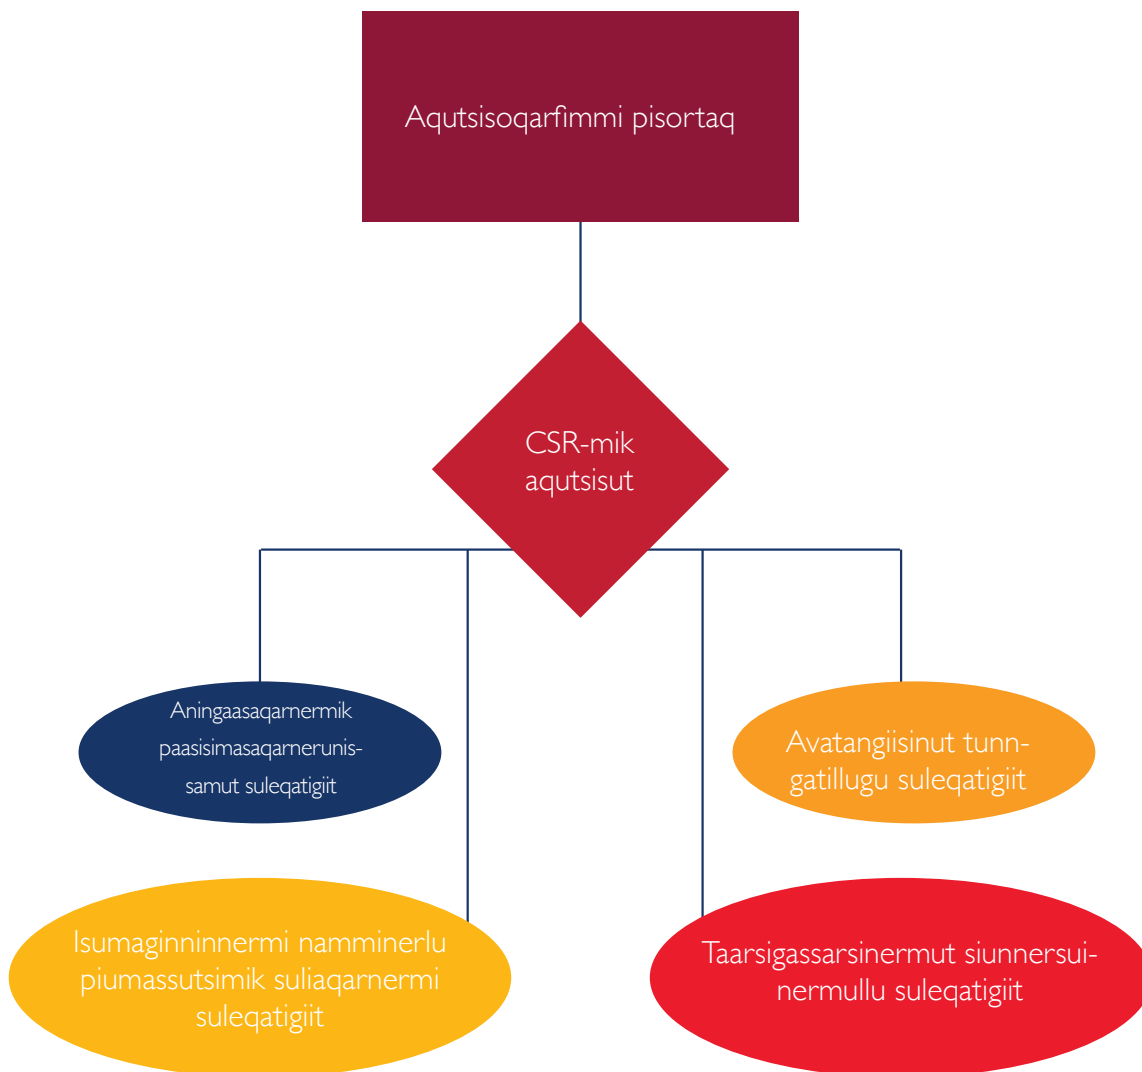 Aqutsisoqarfimmi pisortaq
CSR-mik
aqutsisut
Aningaasaqarnermik
paasisimasaqarnerunis-
samut suleqatigiit
Avatangiisinut tunn-
gatillugu suleqatigiit
Isumaginninnermi namminerlu
piumassutsimik suliaqarnermi
suleqatigiit
Taarsigassarsinermut siunnersui-
nermullu suleqatigiit